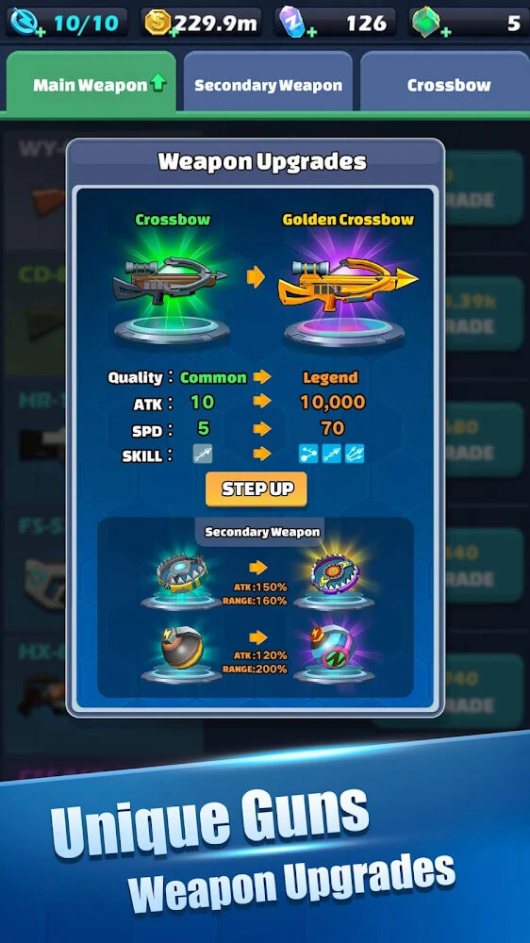 10/10 229.9m 126 5
Main Weapon Secondary Weapon Crossbow
Weapon Upgrades
Crossbow Golden Crossbow
Quality : Common Legend
ATK : 10 10,000
SPD : 5 70
SKILL :
STEP UP
Secondary Weapon
ATK :150%
RANGE:160%
ATK :120%
RANGE:200%
Unique Guns
Weapon Upgrades